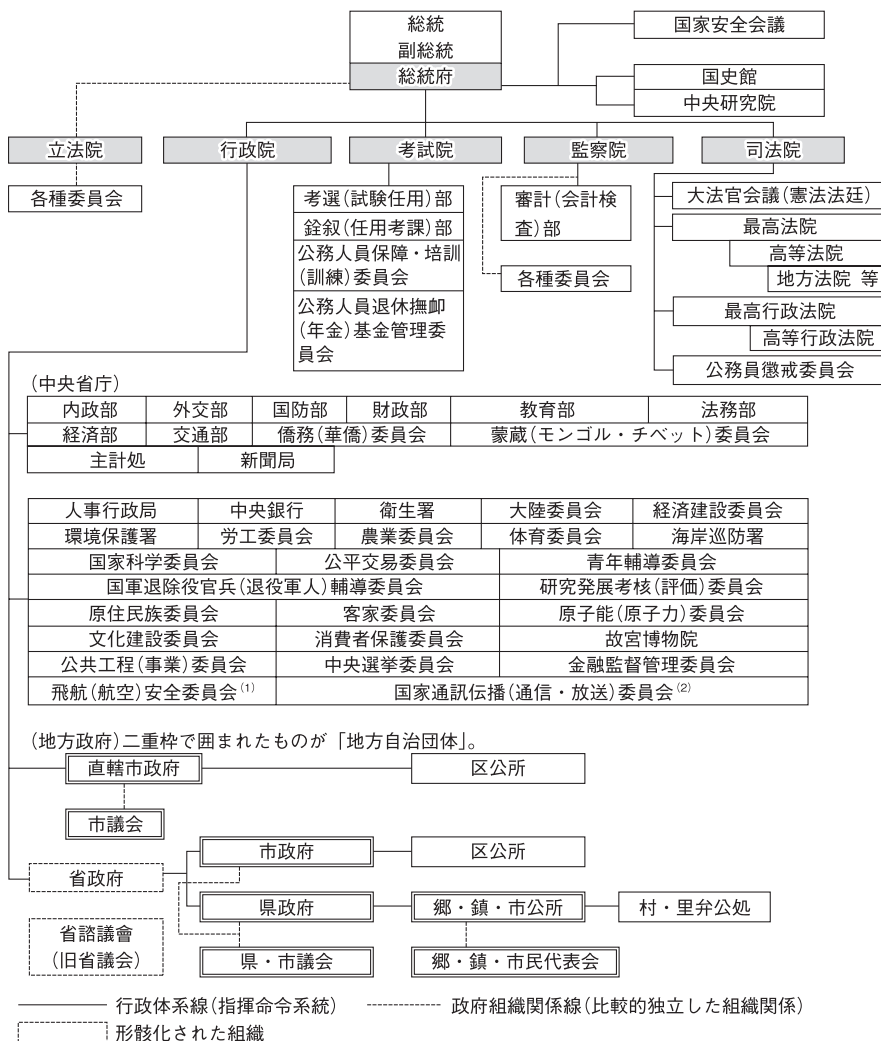 総統
副総統
総統府
国家安全会議
国史館
中央研究院
立法院
行政院
考試院
監察院
司法院
各種委員会
考選(試験任用)部
銓叙(任用考課)部
公務人員保障・培訓
(訓練)委員会
公務人員退休撫卹
(年金)基金管理委
員会
審計(会計検
査)部
各種委員会
大法官会議(憲法法廷)
最高法院
高等法院
地方法院 等
最高行政法院
高等行政法院
公務員懲戒委員会
(中央省庁)
内政部 外交部 国防部 財政部 教育部 法務部
経済部 交通部 僑務(華僑)委員会 蒙蔵(モンゴル・チベット)委員会
主計処 新聞局
人事行政局 中央銀行 衛生署 大陸委員会 経済建設委員会
環境保護署 労工委員会 農業委員会 体育委員会 海岸巡防署
国家科学委員会 公平交易委員会 青年輔導委員会
国軍退除役官兵(退役軍人)輔導委員会 研究発展考核(評価)委員会
原住民族委員会 客家委員会 原子能(原子力)委員会
文化建設委員会 消費者保護委員会 故宮博物院
公共工程(事業)委員会 中央選挙委員会 金融監督管理委員会
飛航(航空)安全委員会(1) 国家通訊伝播(通信・放送)委員会(2)
(地方政府)二重枠で囲まれたものが「地方自治団体」。
直轄市政府 区公所
市議会
市政府 区公所
省政府
県政府 郷・鎮・市公所 村・里弁公処
省諮議會
(旧省議会)
県・市議会 郷・鎮・市民代表会
行政体系線(指揮命令系統) 政府組織関係線(比較的独立した組織関係)
形骸化された組織